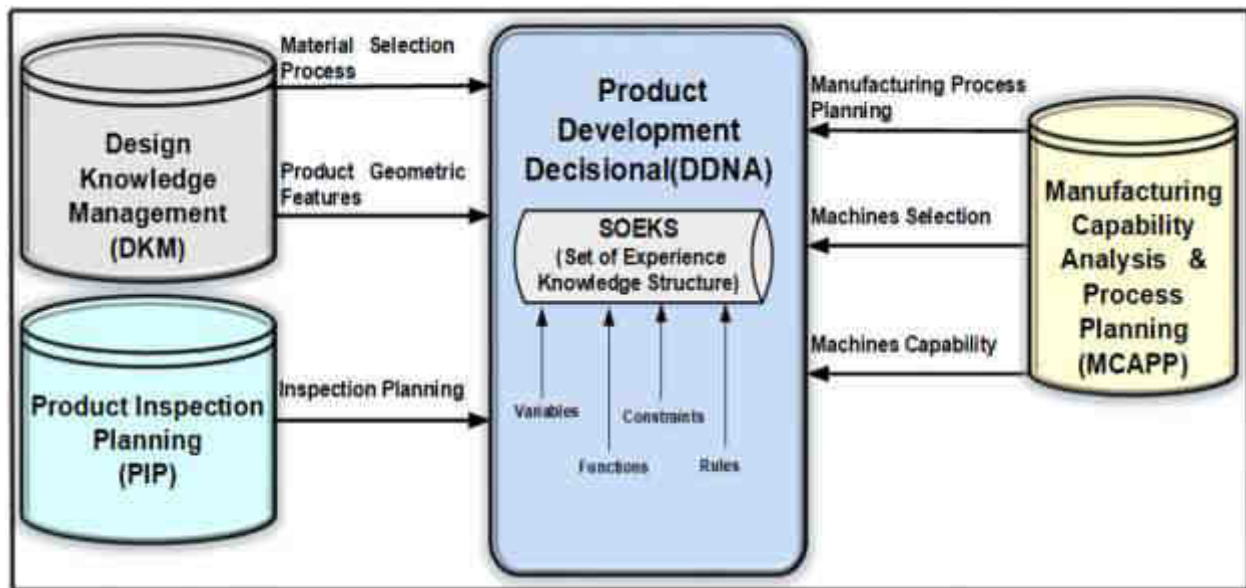 Design
Knowledge
Management
(DKM)
Product Inspection
Planning
(PIP)
Material Selection
Process
Product Geometric
Features
Inspection Planning
Product
Development
Decisional(DDNA)
SOEKS
(Set of Experience
Knowledge Structure)
Variables
Constraints
Functions
Rules
Manufacturing Process
Planning
Machines Selection
Machines Capability
Manufacturing
Capability
Analysis &
Process
Planning
(MCAPP)